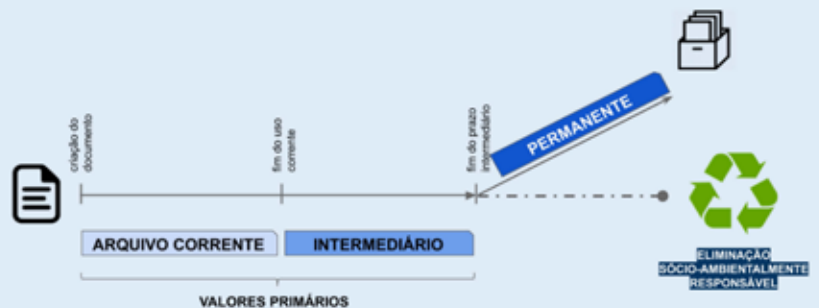 criação do
documento
fim do uso
corrente
fim do prazo
intermediário
PERMANENTE
ARQUIVO CORRENTE
INTERMEDIÁRIO
VALORES PRIMÁRIOS
ELIMINAÇÃO
SÓCIO-AMBIENTALMENTE
RESPONSÁVEL